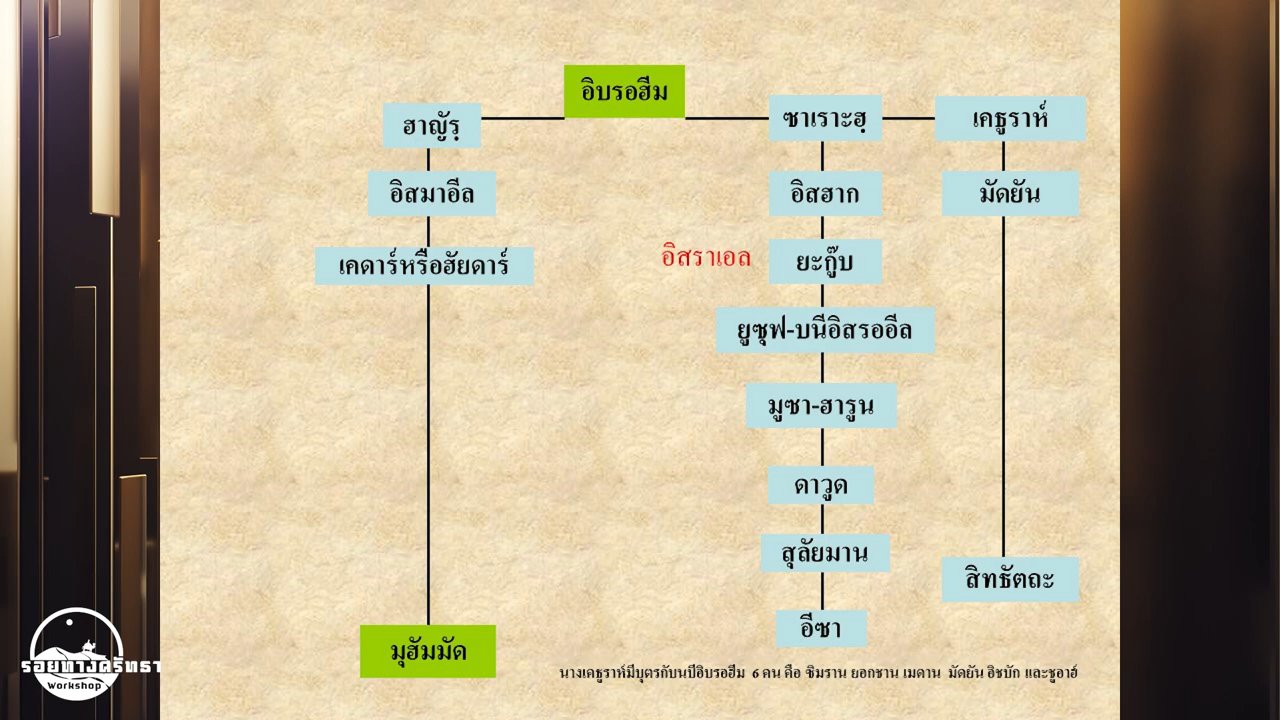 อิบรอฮีม
ฮาญัรฺ
ซาเราะฮฺ
เคธูราห์
อิสมาอีล
อิสฮาก
มัดยัน
เคดาร์หรือฮัยดาร์
อิสราเอล
ยะกู๊บ
ยูซุฟ-บนีอิสรออีล
มูซา-ฮารูน
ดาวูด
สุลัยมาน
สิทธัตถะ
อีซา
มุฮัมมัด
นางเคธูราห์มีบุตรกับนบีอิบรอฮีม 6 คน คือ ซิมราน ยอกชาน เมดาน มัดยัน อิชบัก และชูอาฮ์
รอยทางศรัทธา
Workshop